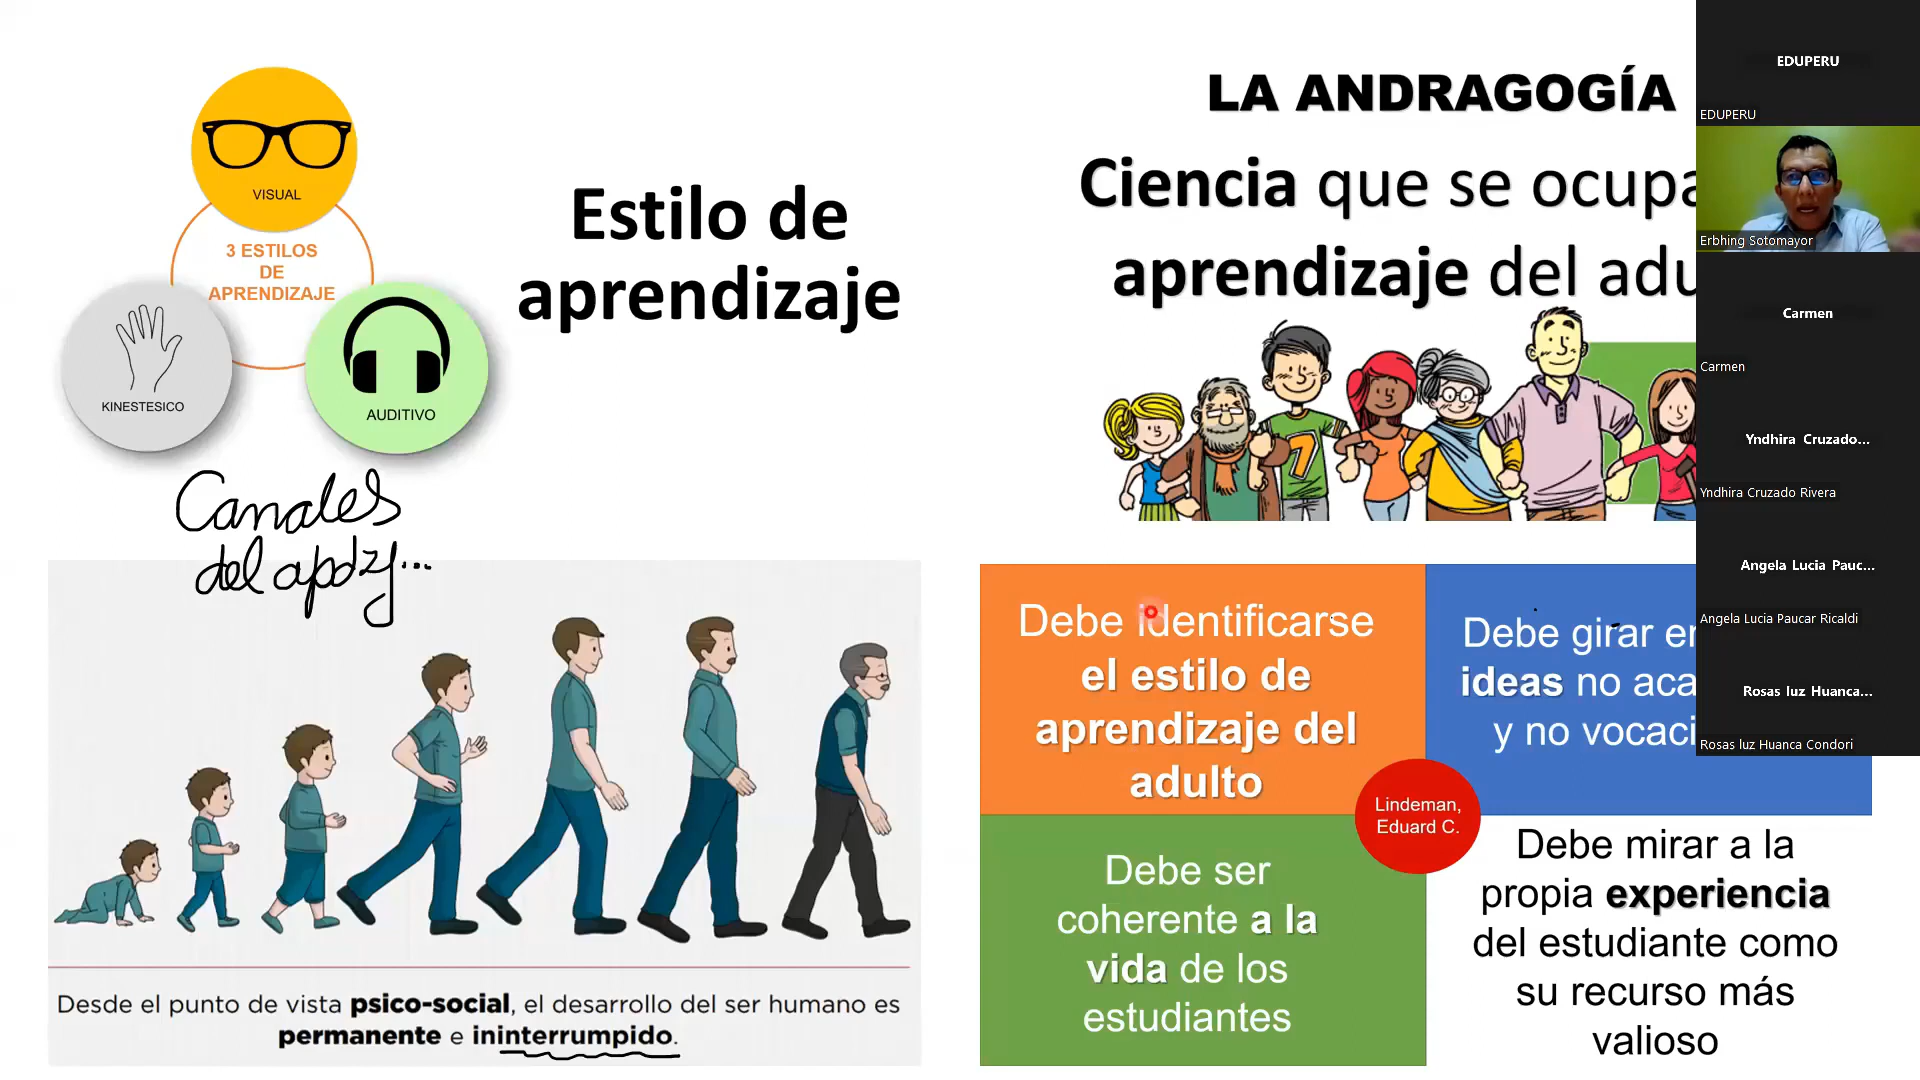 VISUAL
3 ESTILOS
DE
APRENDIZAJE
KINESTESICO
AUDITIVO
Estilo de
aprendizaje
Canales
del apdzj...
Desde el punto de vista psico-social, el desarrollo del ser humano es
permanente e ininterrumpido.
LA ANDRAGOGÍA
Ciencia que se ocupa
aprendizaje del adu
7
Debe identificarse
el estilo de
aprendizaje del
adulto
Debe girar en
ideas no aca
y no vocaci
Lindeman,
Eduard C.
Debe ser
coherente a la
vida de los
estudiantes
Debe mirar a la
propia experiencia
del estudiante como
su recurso más
valioso
EDUPERU
EDUPERU
Erbhing Sotomayor
Carmen
Carmen
Yndhira Cruzado...
Yndhira Cruzado Rivera
Angela Lucia Pauc...
Angela Lucia Paucar Ricaldi
Rosas luz Huanca...
Rosas luz Huanca Condori